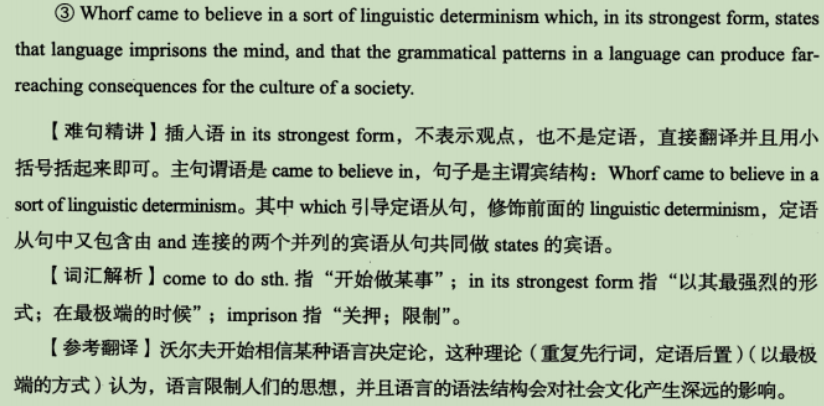 ③ Whorf came to believe in a sort of linguistic determinism which, in its strongest form, states
that language imprisons the mind, and that the grammatical patterns in a language can produce far-
reaching consequences for the culture of a society.
【难句精讲】插入语 in its strongest form，不表示观点，也不是定语，直接翻译并且用小
括号括起来即可。主句谓语是 came to believe in，句子是主谓宾结构：Whorf came to believe in a
sort of linguistic determinism。其中 which 引导定语从句，修饰前面的 linguistic determinism，定语
从句中又包含由 and 连接的两个并列的宾语从句共同做 states 的宾语。
【词汇解析】come to do sth. 指“开始做某事”；in its strongest form 指“以其最强烈的形
式；在最极端的时候”；imprison 指“关押；限制”。
【参考翻译】沃尔夫开始相信某种语言决定论，这种理论（重复先行词，定语后置）（以最极
端的方式）认为，语言限制人们的思想，并且语言的语法结构会对社会文化产生深远的影响。